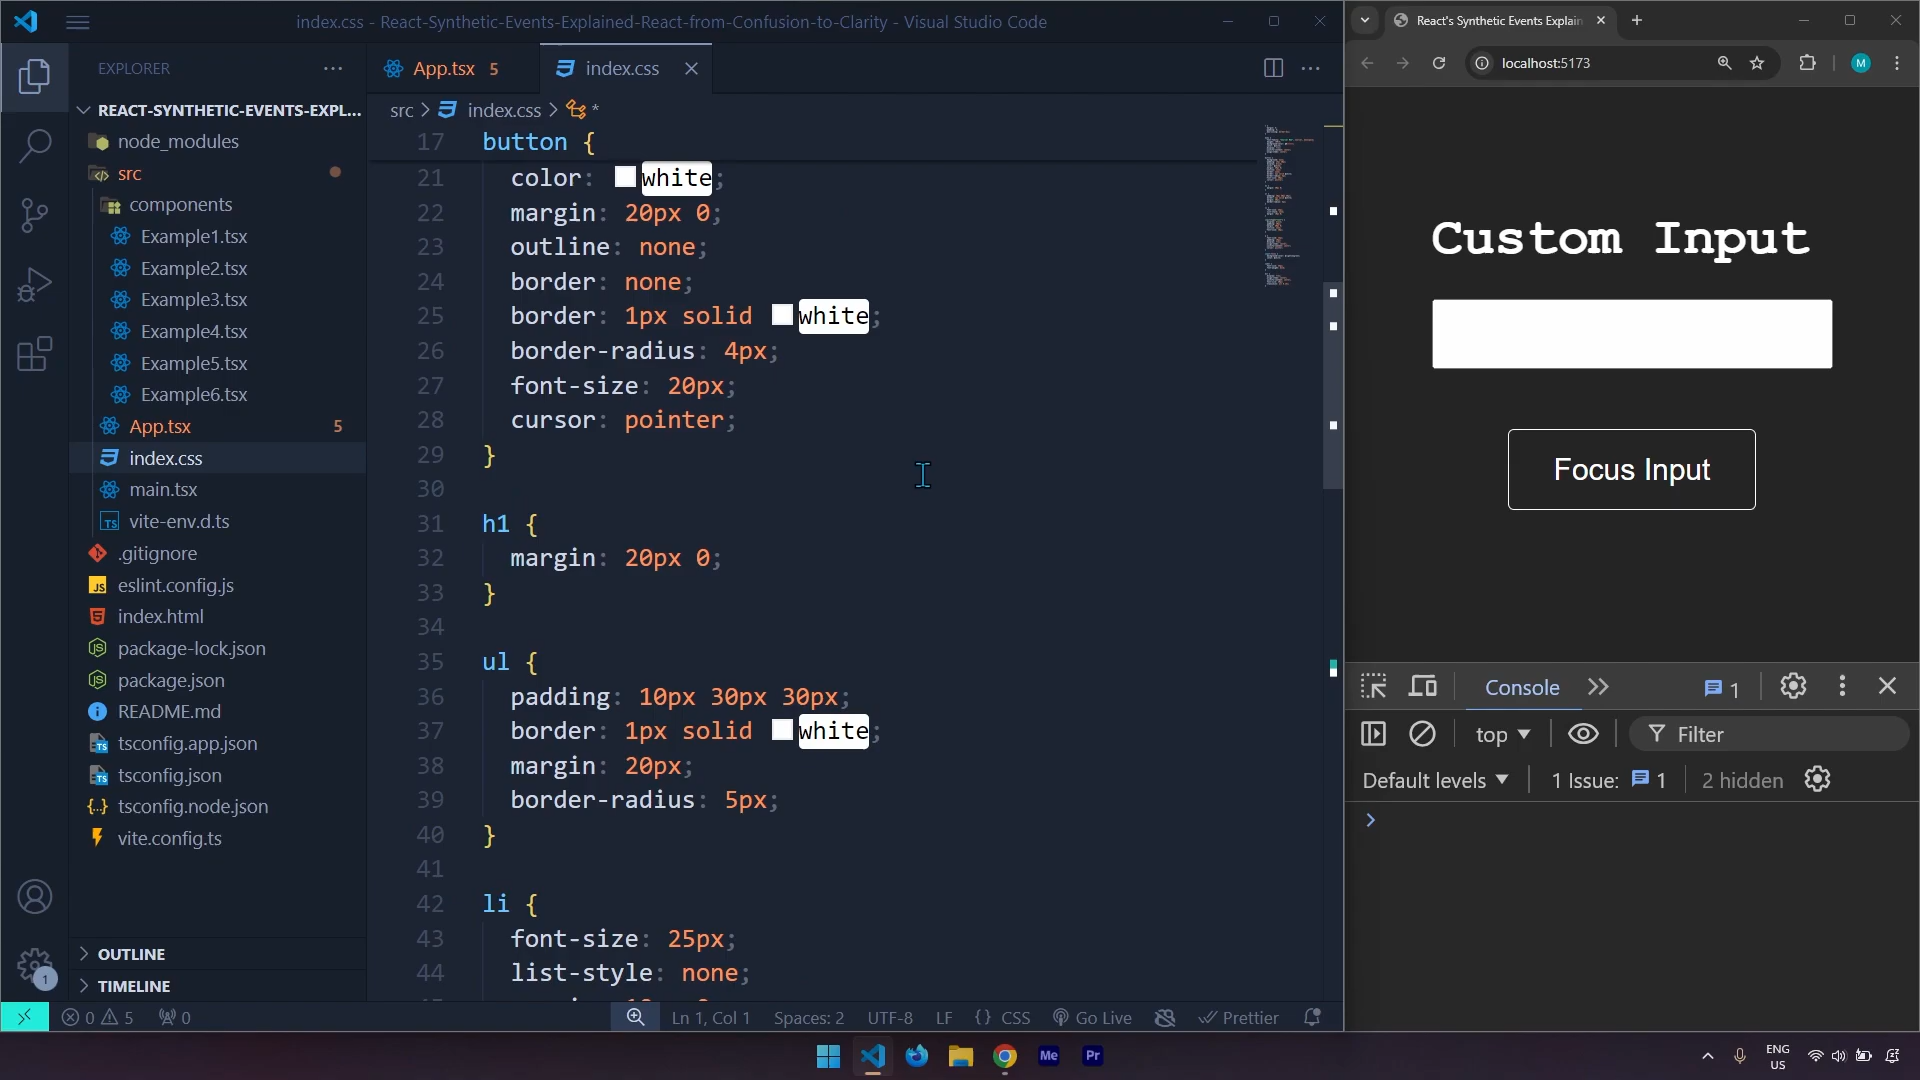 index.css - React-Synthetic-Events-Explained-React-from-Confusion-to-Clarity - Visual Studio Code
EXPLORER
REACT-SYNTHETIC-EVENTS-EXPL...
node_modules
src
components
Example1.tsx
Example2.tsx
Example3.tsx
Example4.tsx
Example5.tsx
Example6.tsx
App.tsx 5
index.css
main.tsx
TS vite-env.d.ts
.gitignore
JS eslint.config.js
index.html
package-lock.json
package.json
README.md
tsconfig.app.json
tsconfig.json
{..} tsconfig.node.json
vite.config.ts
OUTLINE
TIMELINE
1
App.tsx 5
index.css
src > index.css > *
17 button {
21 color: white;
22 margin: 20px 0;
23 outline: none;
24 border: none;
25 border: 1px solid white;
26 border-radius: 4px;
27 font-size: 20px;
28 cursor: pointer;
29 }
30
31 h1 {
32 margin: 20px 0;
33 }
34
35 ul {
36 padding: 10px 30px 30px;
37 border: 1px solid white;
38 margin: 20px;
39 border-radius: 5px;
40 }
41
42 li {
43 font-size: 25px;
44 list-style: none;
0 5 0 Ln 1, Col 1 Spaces: 2 UTF-8 LF {} CSS Go Live Prettier
React's Synthetic Events Explain
localhost:5173
M
Custom Input
Focus Input
Console 1
top Filter
Default levels 1 Issue: 1 2 hidden
Me Pr
ENG
US